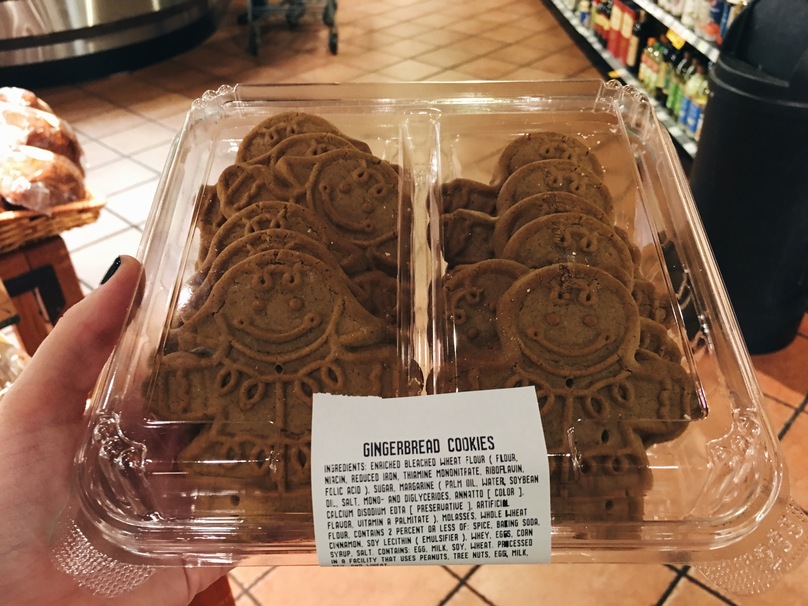 GINGERBREAD COOKIES
INGREDIENTS: ENRICHED BLEACHED WHEAT FLOUR ( FLOUR,
NIACIN, REDUCED IRON, THIAMINE MONONITRATE, RIBOFLAVIN,
FOLIC ACID ), SUGAR, MARGARINE ( PALM OIL, WATER, SOYBEAN
OIL, SALT, MONO- AND DIGLYCERIDES, ANNATTO [ COLOR ],
CALCIUM DISODIUM EDTA [ PRESERVATIVE ], ARTIFICIAL
FLAVOR, VITAMIN A PALMITATE ), MOLASSES, WHOLE WHEAT
FLOUR, CONTAINS 2 PERCENT OR LESS OF: SPICE, BAKING SODA,
CINNAMON, SOY LECITHIN ( EMULSIFIER ), WHEY, EGGS, CORN
SYRUP, SALT. CONTAINS: EGG, MILK, SOY, WHEAT. PROCESSED
IN A FACILITY THAT USES PEANUTS, TREE NUTS, EGG, MILK,